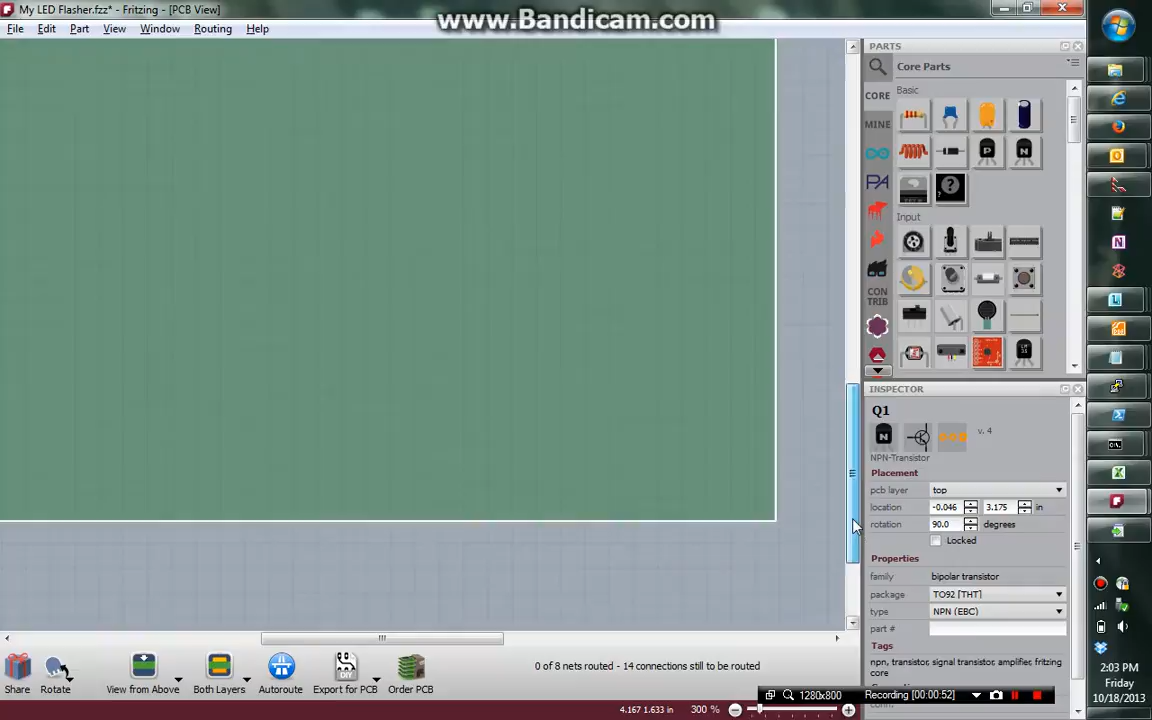 My LED Flasher.fzz* - Fritzing - [PCB View]
www.Bandicam.com
File Edit Part View Window Routing Help
PARTS
Core Parts
CORE
MINE
CON
TRIB
Basic
Input
INSPECTOR
Q1
v. 4
NPN-Transistor
Placement
pcb layer top
location -0.046 3.175 in
rotation 90.0 degrees
Locked
Properties
family bipolar transistor
package TO92 [THT]
type NPN (EBC)
part #
Tags
npn, transistor, signal transistor, amplifier, fritzing
core
conn.
0 of 8 nets routed - 14 connections still to be routed
Share Rotate View from Above Both Layers Autoroute Export for PCB Order PCB
1280x800 Recording [00:00:52]
4.167 1.633 in 300 %
2:03 PM
Friday
10/18/2013